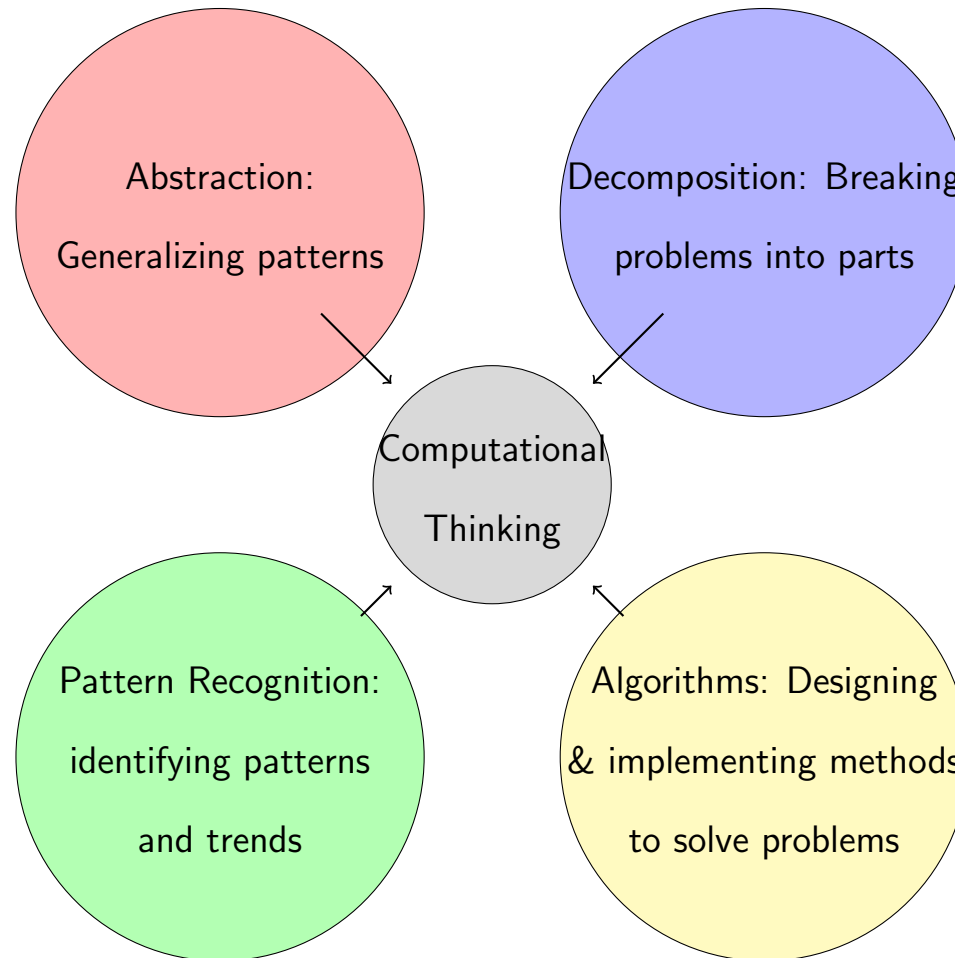 Abstraction:
Generalizing patterns
Decomposition: Breaking
problems into parts
Computational
Thinking
Pattern Recognition:
identifying patterns
and trends
Algorithms: Designing
& implementing methods
to solve problems